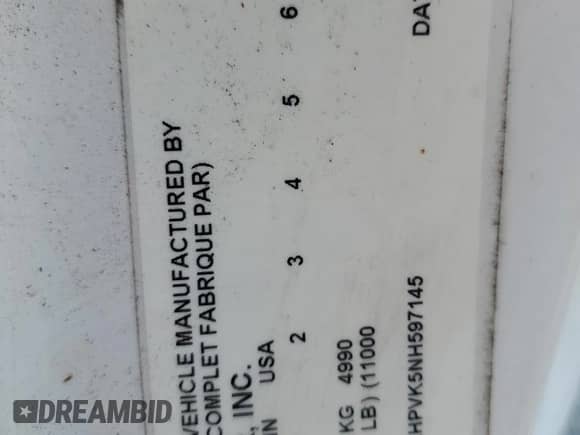 VEHICLE MANUFACTURED BY
COMPLET FABRIQUE PAR)
, INC.
IN USA
2 3 4 5 6
KG 4990
LB) (11000
HPVK5NH597145 DA
DREAMBID